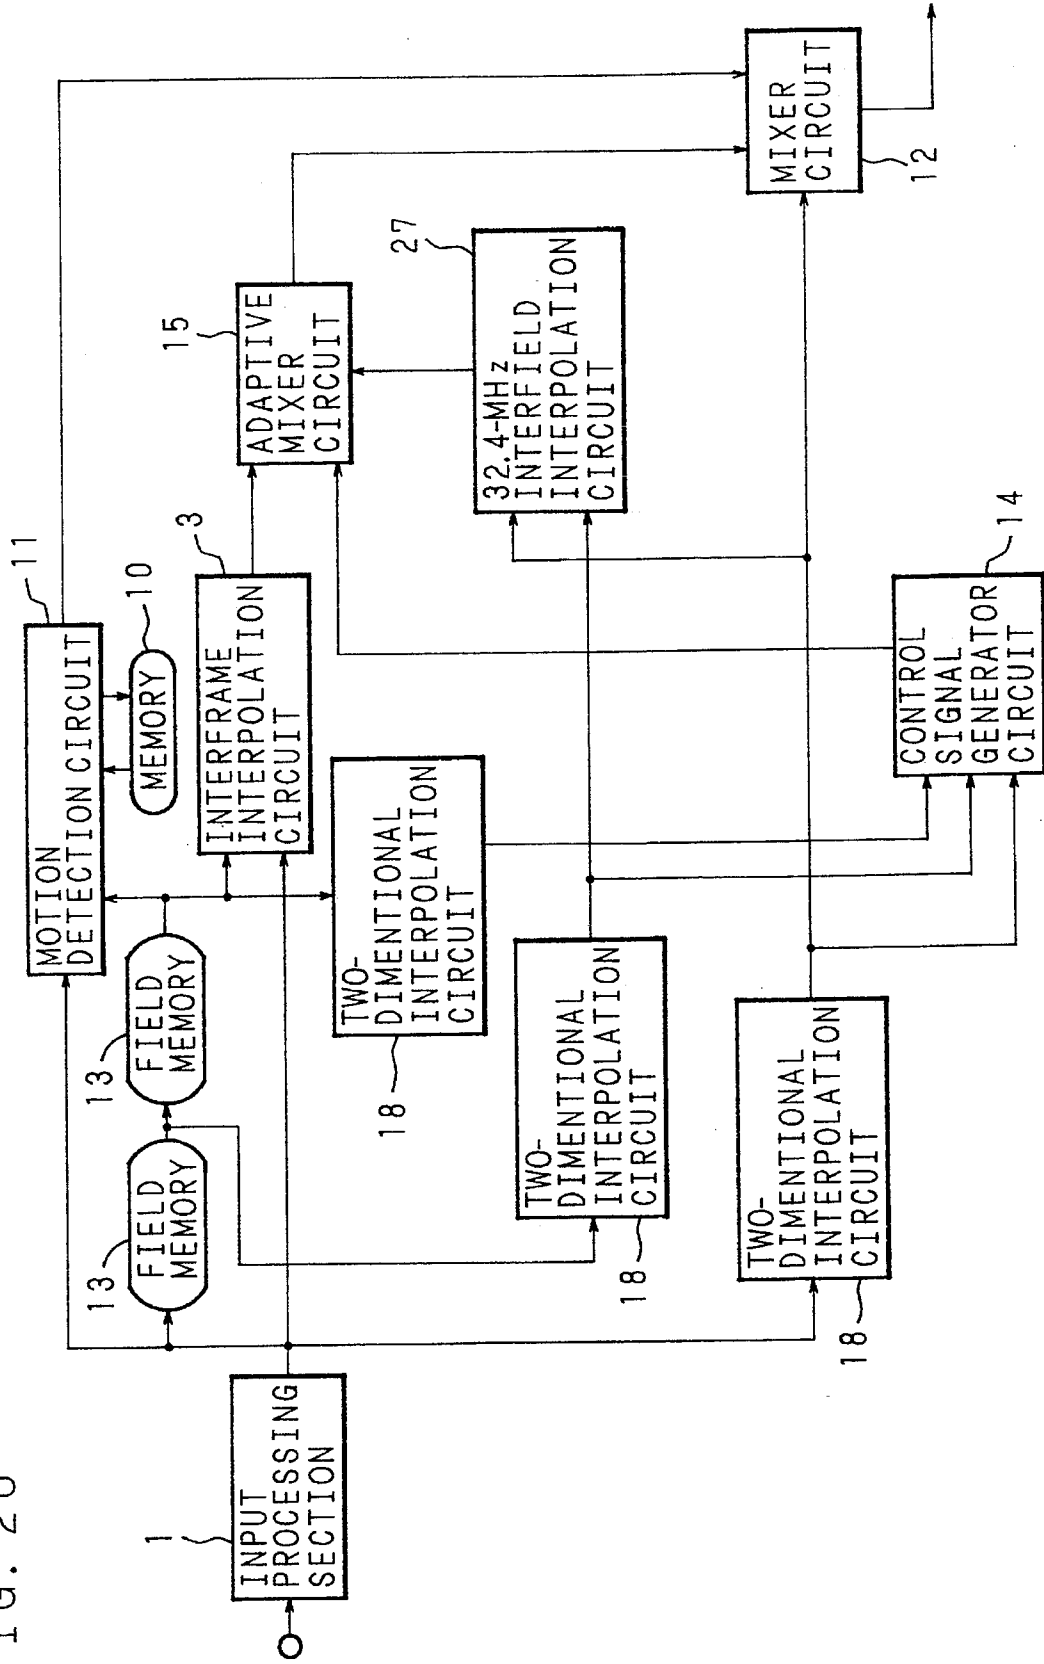 IG. 20
1
INPUT
PROCESSING
SECTION
13
FIELD
MEMORY
13
FIELD
MEMORY
11
MOTION
DETECTION CIRCUIT
10
MEMORY
3
INTERFRAME
INTERPOLATION
CIRCUIT
15
ADAPTIVE
MIXER
CIRCUIT
18
TWO-
DIMENTIONAL
INTERPOLATION
CIRCUIT
18
TWO-
DIMENTIONAL
INTERPOLATION
CIRCUIT
18
TWO-
DIMENTIONAL
INTERPOLATION
CIRCUIT
27
32.4-MHz
INTERFIELD
INTERPOLATION
CIRCUIT
14
CONTROL
SIGNAL
GENERATOR
CIRCUIT
MIXER
CIRCUIT
12